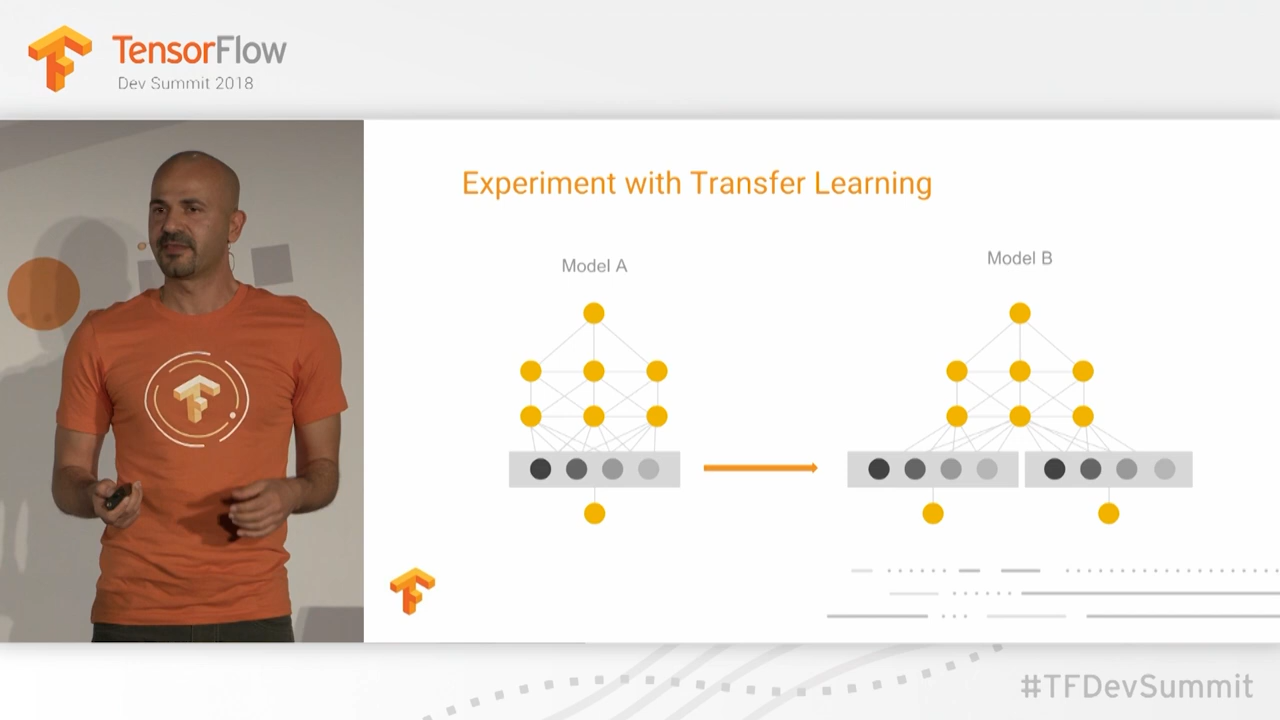 TensorFlow
Dev Summit 2018
Experiment with Transfer Learning
Model A
Model B
#TFDevSummit